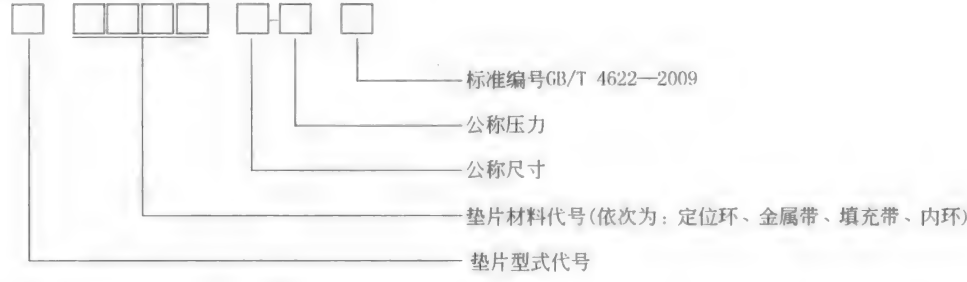 标准编号GB/T 4622—2009
公称压力
公称尺寸
垫片材料代号(依次为:定位环、金属带、填充带、内环)
垫片型式代号